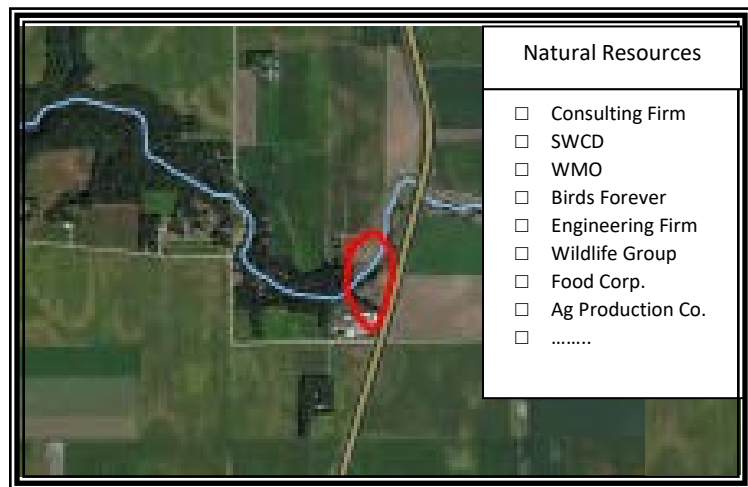 Natural Resources
□ Consulting Firm
□ SWCD
□ WMO
□ Birds Forever
□ Engineering Firm
□ Wildlife Group
□ Food Corp.
□ Ag Production Co.
□ ……..